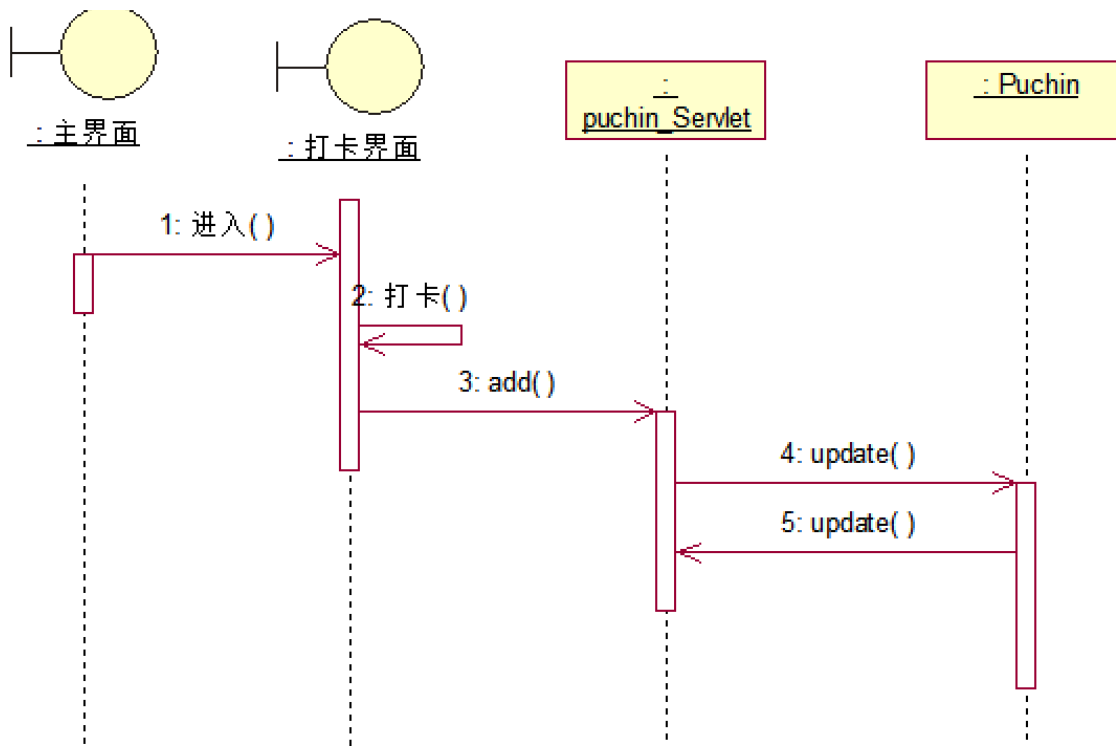 : 主界面
: 打卡界面
:
puchin_Servlet
: Puchin
1: 进入( )
2: 打卡( )
3: add( )
4: update( )
5: update( )